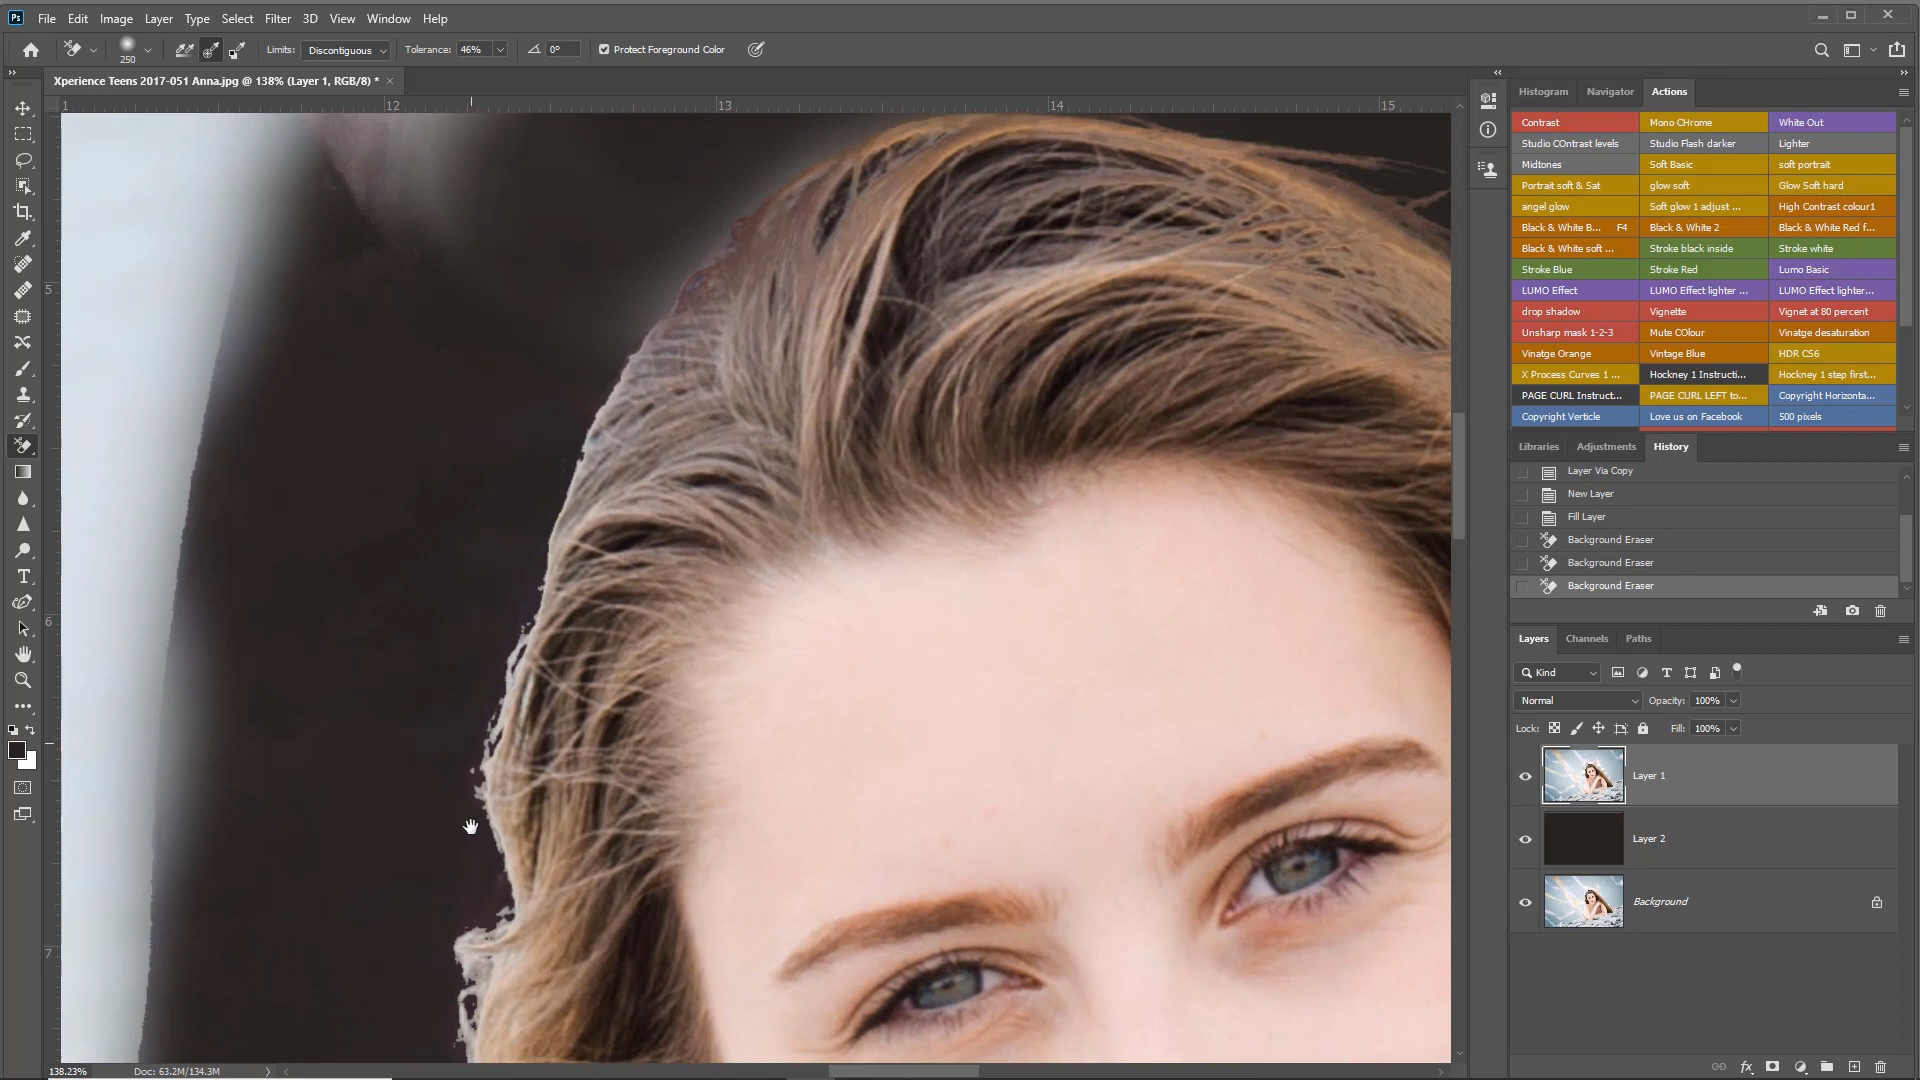 Ps File Edit Image Layer Type Select Filter 3D View Window Help
250 Limits: Discontiguous Tolerance: 46% 0° Protect Foreground Color
Xperience Teens 2017-051 Anna.jpg @ 138% (Layer 1, RGB/8) *
1 12 13 14 15
5
6
7
Histogram Navigator Actions
Contrast Mono CHrome White Out
Studio COntrast levels Studio Flash darker Lighter
Midtones Soft Basic soft portrait
Portrait soft & Sat glow soft Glow Soft hard
angel glow Soft glow 1 adjust ... High Contrast colour1
Black & White B... F4 Black & White 2 Black & White Red f...
Black & White soft ... Stroke black inside Stroke white
Stroke Blue Stroke Red Lumo Basic
LUMO Effect LUMO Effect lighter ... LUMO Effect lighter...
drop shadow Vignette Vignet at 80 percent
Unsharp mask 1-2-3 Mute COlour Vinatge desaturation
Vinatge Orange Vintage Blue HDR CS6
X Process Curves 1 ... Hockney 1 Instructi... Hockney 1 step first...
PAGE CURL Instruct... PAGE CURL LEFT to... Copyright Horizonta...
Copyright Verticle Love us on Facebook 500 pixels
Libraries Adjustments History
Layer Via Copy
New Layer
Fill Layer
Background Eraser
Background Eraser
Background Eraser
Layers Channels Paths
Kind
Normal Opacity: 100%
Lock: Fill: 100%
Layer 1
Layer 2
Background
138.23% Doc: 63.2M/134.3M